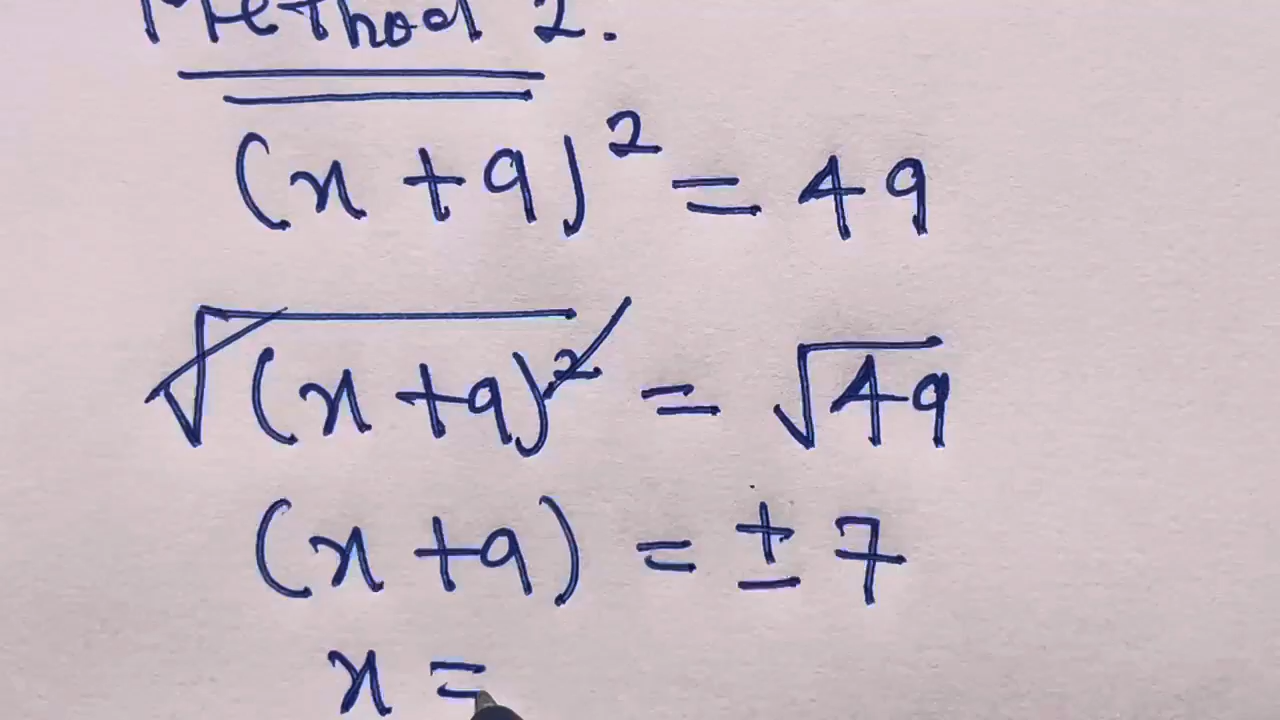 Method 2.
(x + 9)² = 49
√(x + 9)² = √49
(x + 9) = ± 7
x =